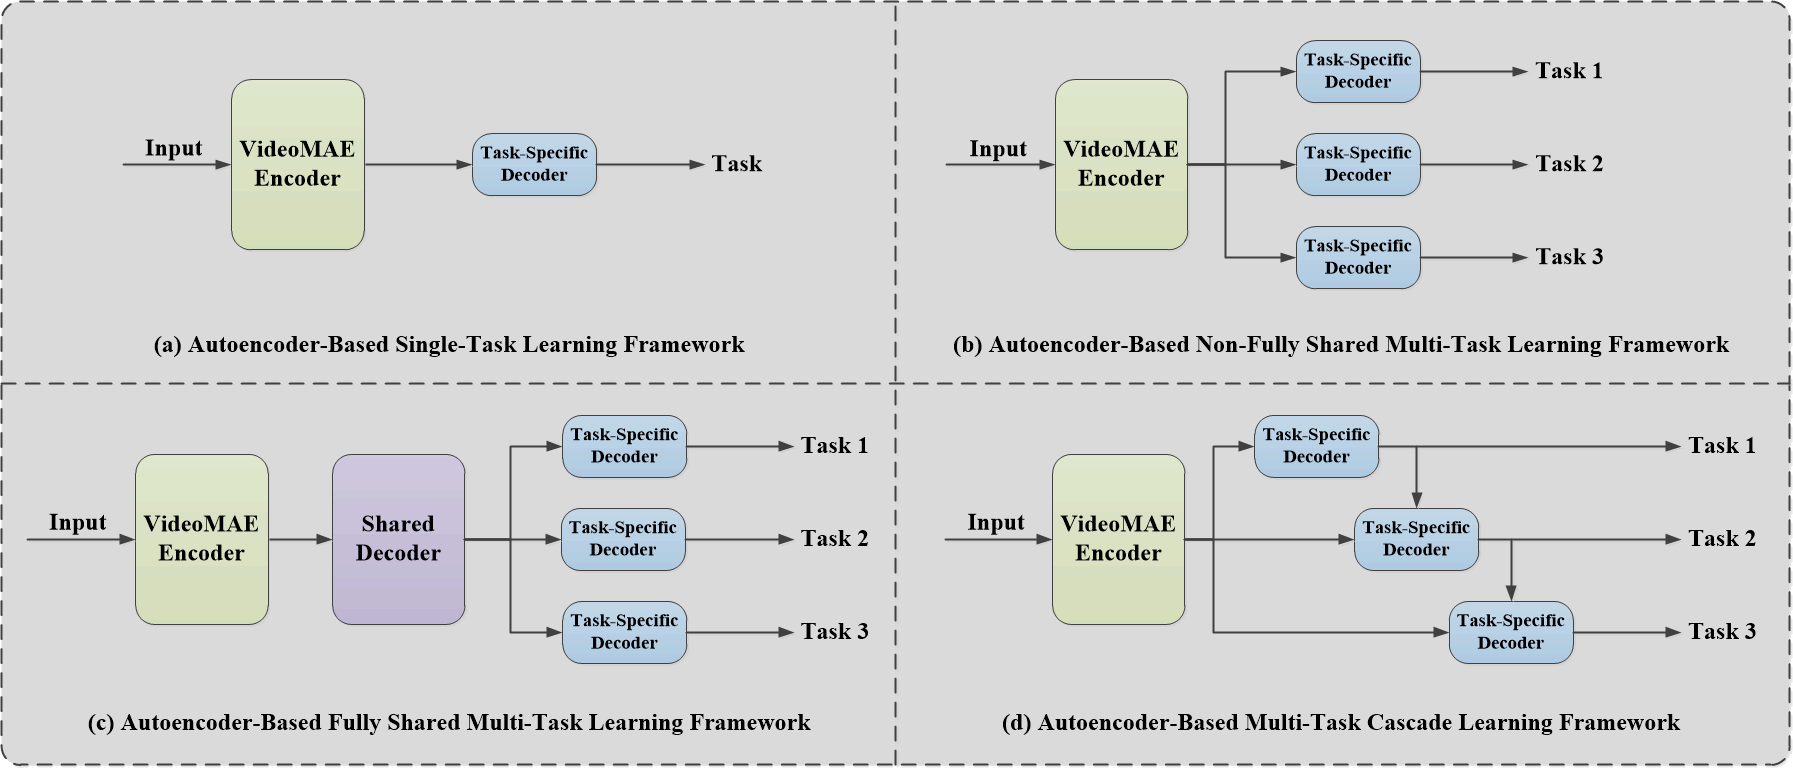 Input
VideoMAE
Encoder
Task-Specific
Decoder
Task
(a) Autoencoder-Based Single-Task Learning Framework
Input
VideoMAE
Encoder
Task-Specific
Decoder
Task 1
Task-Specific
Decoder
Task 2
Task-Specific
Decoder
Task 3
(b) Autoencoder-Based Non-Fully Shared Multi-Task Learning Framework
Input
VideoMAE
Encoder
Shared
Decoder
Task-Specific
Decoder
Task 1
Task-Specific
Decoder
Task 2
Task-Specific
Decoder
Task 3
(c) Autoencoder-Based Fully Shared Multi-Task Learning Framework
Input
VideoMAE
Encoder
Task-Specific
Decoder
Task 1
Task-Specific
Decoder
Task 2
Task-Specific
Decoder
Task 3
(d) Autoencoder-Based Multi-Task Cascade Learning Framework